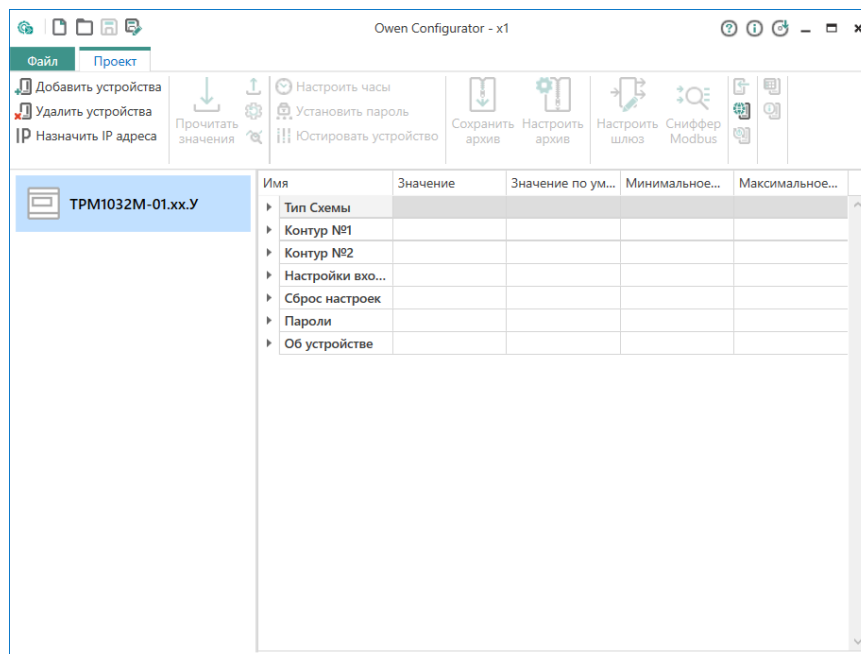 Owen Configurator - x1
Файл
Проект
Добавить устройства
Удалить устройства
IP Назначить IP адреса
Прочитать
значения
Настроить часы
Установить пароль
Юстировать устройство
Сохранить
архив
Настроить
архив
Настроить
шлюз
Сниффер
Modbus
ТРМ1032М-01.хх.У
Имя Значение Значение по ум... Минимальное... Максимальное...
Тип Схемы
Контур №1
Контур №2
Настройки вхо...
Сброс настроек
Пароли
Об устройстве